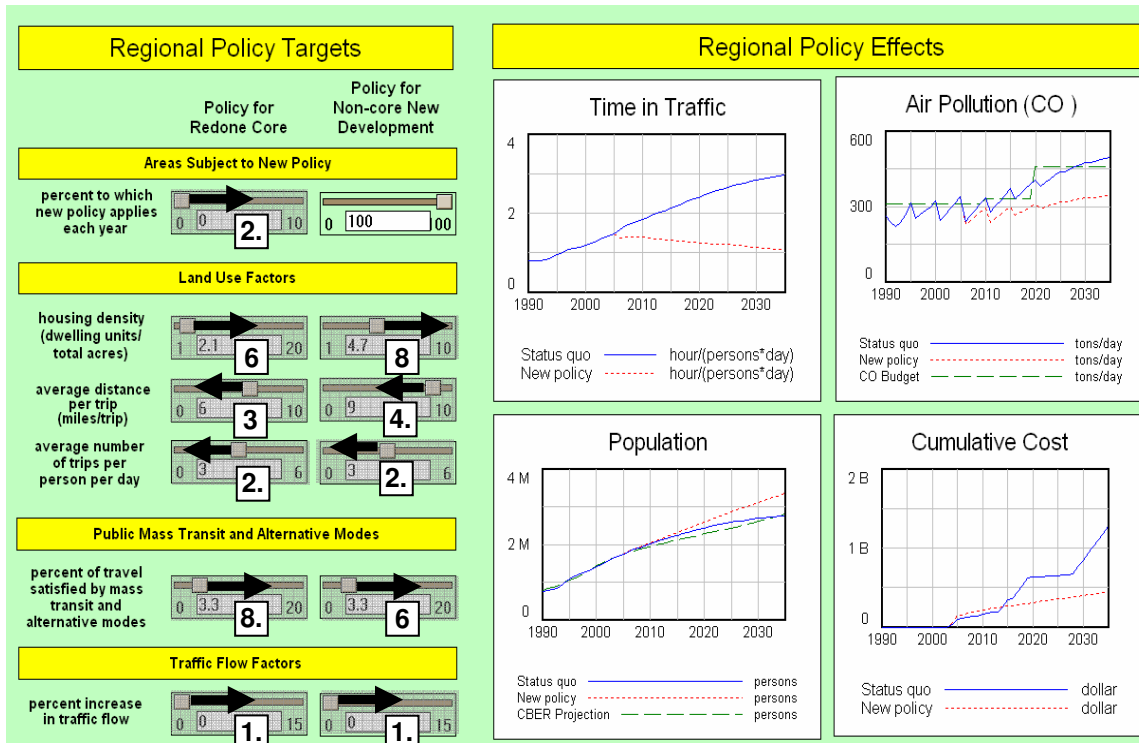 Regional Policy Targets
Policy for
Redone Core
Policy for
Non-core New
Development
Areas Subject to New Policy
percent to which
new policy applies
each year
0 0 10
2.
0 100 100
Land Use Factors
housing density
(dwelling units/
total acres)
1 2.1 20
6
1 4.7 10
8
average distance
per trip
(miles/trip)
0 6 10
3
0 9 10
4.
average number
of trips per
person per day
0 3 6
2.
0 3 6
2.
Public Mass Transit and Alternative Modes
percent of travel
satisfied by mass
transit and
alternative modes
0 3.3 20
8.
0 3.3 20
6
Traffic Flow Factors
percent increase
in traffic flow
0 0 15
1.
0 0 15
1.
Regional Policy Effects
Time in Traffic
4
2
0
1990 2000 2010 2020 2030
Status quo hour/(persons*day)
New policy hour/(persons*day)
Air Pollution (CO )
600
300
0
1990 2000 2010 2020 2030
Status quo tons/day
New policy tons/day
CO Budget tons/day
Population
4 M
2 M
0
1990 2000 2010 2020 2030
Status quo persons
New policy persons
CBER Projection persons
Cumulative Cost
2 B
1 B
0
1990 2000 2010 2020 2030
Status quo dollar
New policy dollar